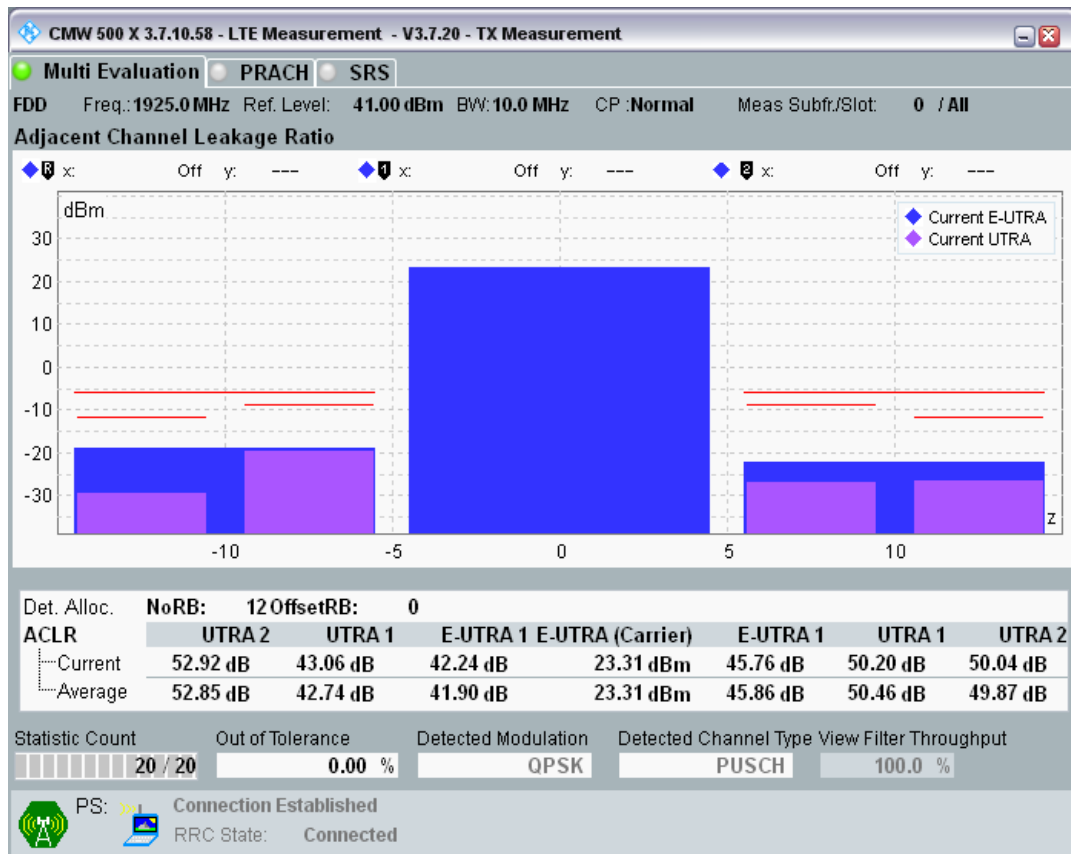 CMW 500 X 3.7.10.58 - LTE Measurement - V3.7.20 - TX Measurement
Multi Evaluation PRACH SRS
FDD Freq.: 1925.0 MHz Ref. Level: 41.00 dBm BW: 10.0 MHz CP :Normal Meas Subfr./Slot: 0 / All
Adjacent Channel Leakage Ratio
R x: Off y: --- 1 x: Off y: --- 2 x: Off y: ---
dBm
Current E-UTRA
Current UTRA
30
20
10
0
-10
-20
-30
z
-10 -5 0 5 10
Det. Alloc. NoRB: 12 OffsetRB: 0
ACLR UTRA 2 UTRA 1 E-UTRA 1 E-UTRA (Carrier) E-UTRA 1 UTRA 1 UTRA 2
Current 52.92 dB 43.06 dB 42.24 dB 23.31 dBm 45.76 dB 50.20 dB 50.04 dB
Average 52.85 dB 42.74 dB 41.90 dB 23.31 dBm 45.86 dB 50.46 dB 49.87 dB
Statistic Count Out of Tolerance Detected Modulation Detected Channel Type View Filter Throughput
20 / 20 0.00 % QPSK PUSCH 100.0 %
PS: Connection Established
RRC State: Connected